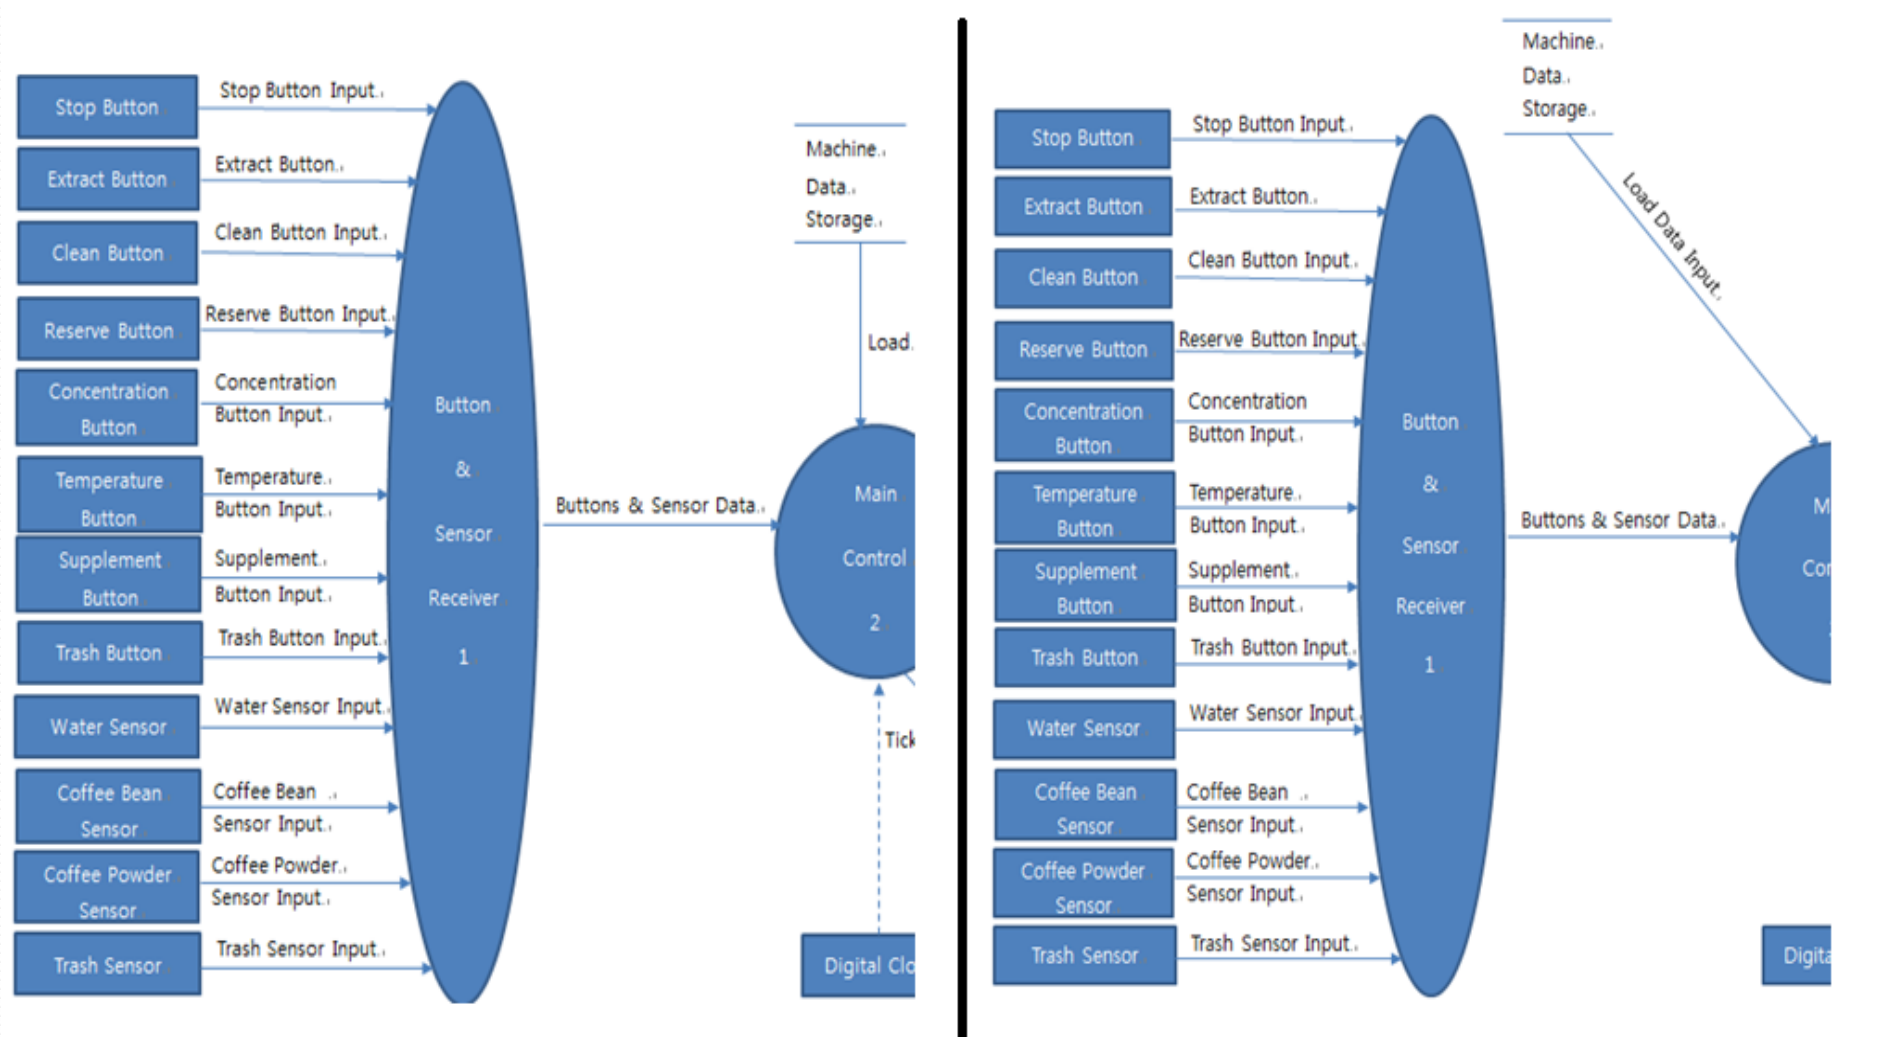 Stop Button
Stop Button Input
Extract Button
Extract Button
Clean Button
Clean Button Input
Reserve Button
Reserve Button Input
Concentration
Button
Concentration
Button Input
Temperature
Button
Temperature
Button Input
Supplement
Button
Supplement
Button Input
Trash Button
Trash Button Input
Water Sensor
Water Sensor Input
Coffee Bean
Sensor
Coffee Bean
Sensor Input
Coffee Powder
Sensor
Coffee Powder
Sensor Input
Trash Sensor
Trash Sensor Input
Button
&
Sensor
Receiver
1
Buttons & Sensor Data
Machine
Data
Storage
Load
Main
Control
2
Tick
Digital Clo
Stop Button
Stop Button Input
Extract Button
Extract Button
Clean Button
Clean Button Input
Reserve Button
Reserve Button Input
Concentration
Button
Concentration
Button Input
Temperature
Button
Temperature
Button Input
Supplement
Button
Supplement
Button Input
Trash Button
Trash Button Input
Water Sensor
Water Sensor Input
Coffee Bean
Sensor
Coffee Bean
Sensor Input
Coffee Powder
Sensor
Coffee Powder
Sensor Input
Trash Sensor
Trash Sensor Input
Button
&
Sensor
Receiver
1
Buttons & Sensor Data
Machine
Data
Storage
Load Data Input
M
Co
Digita